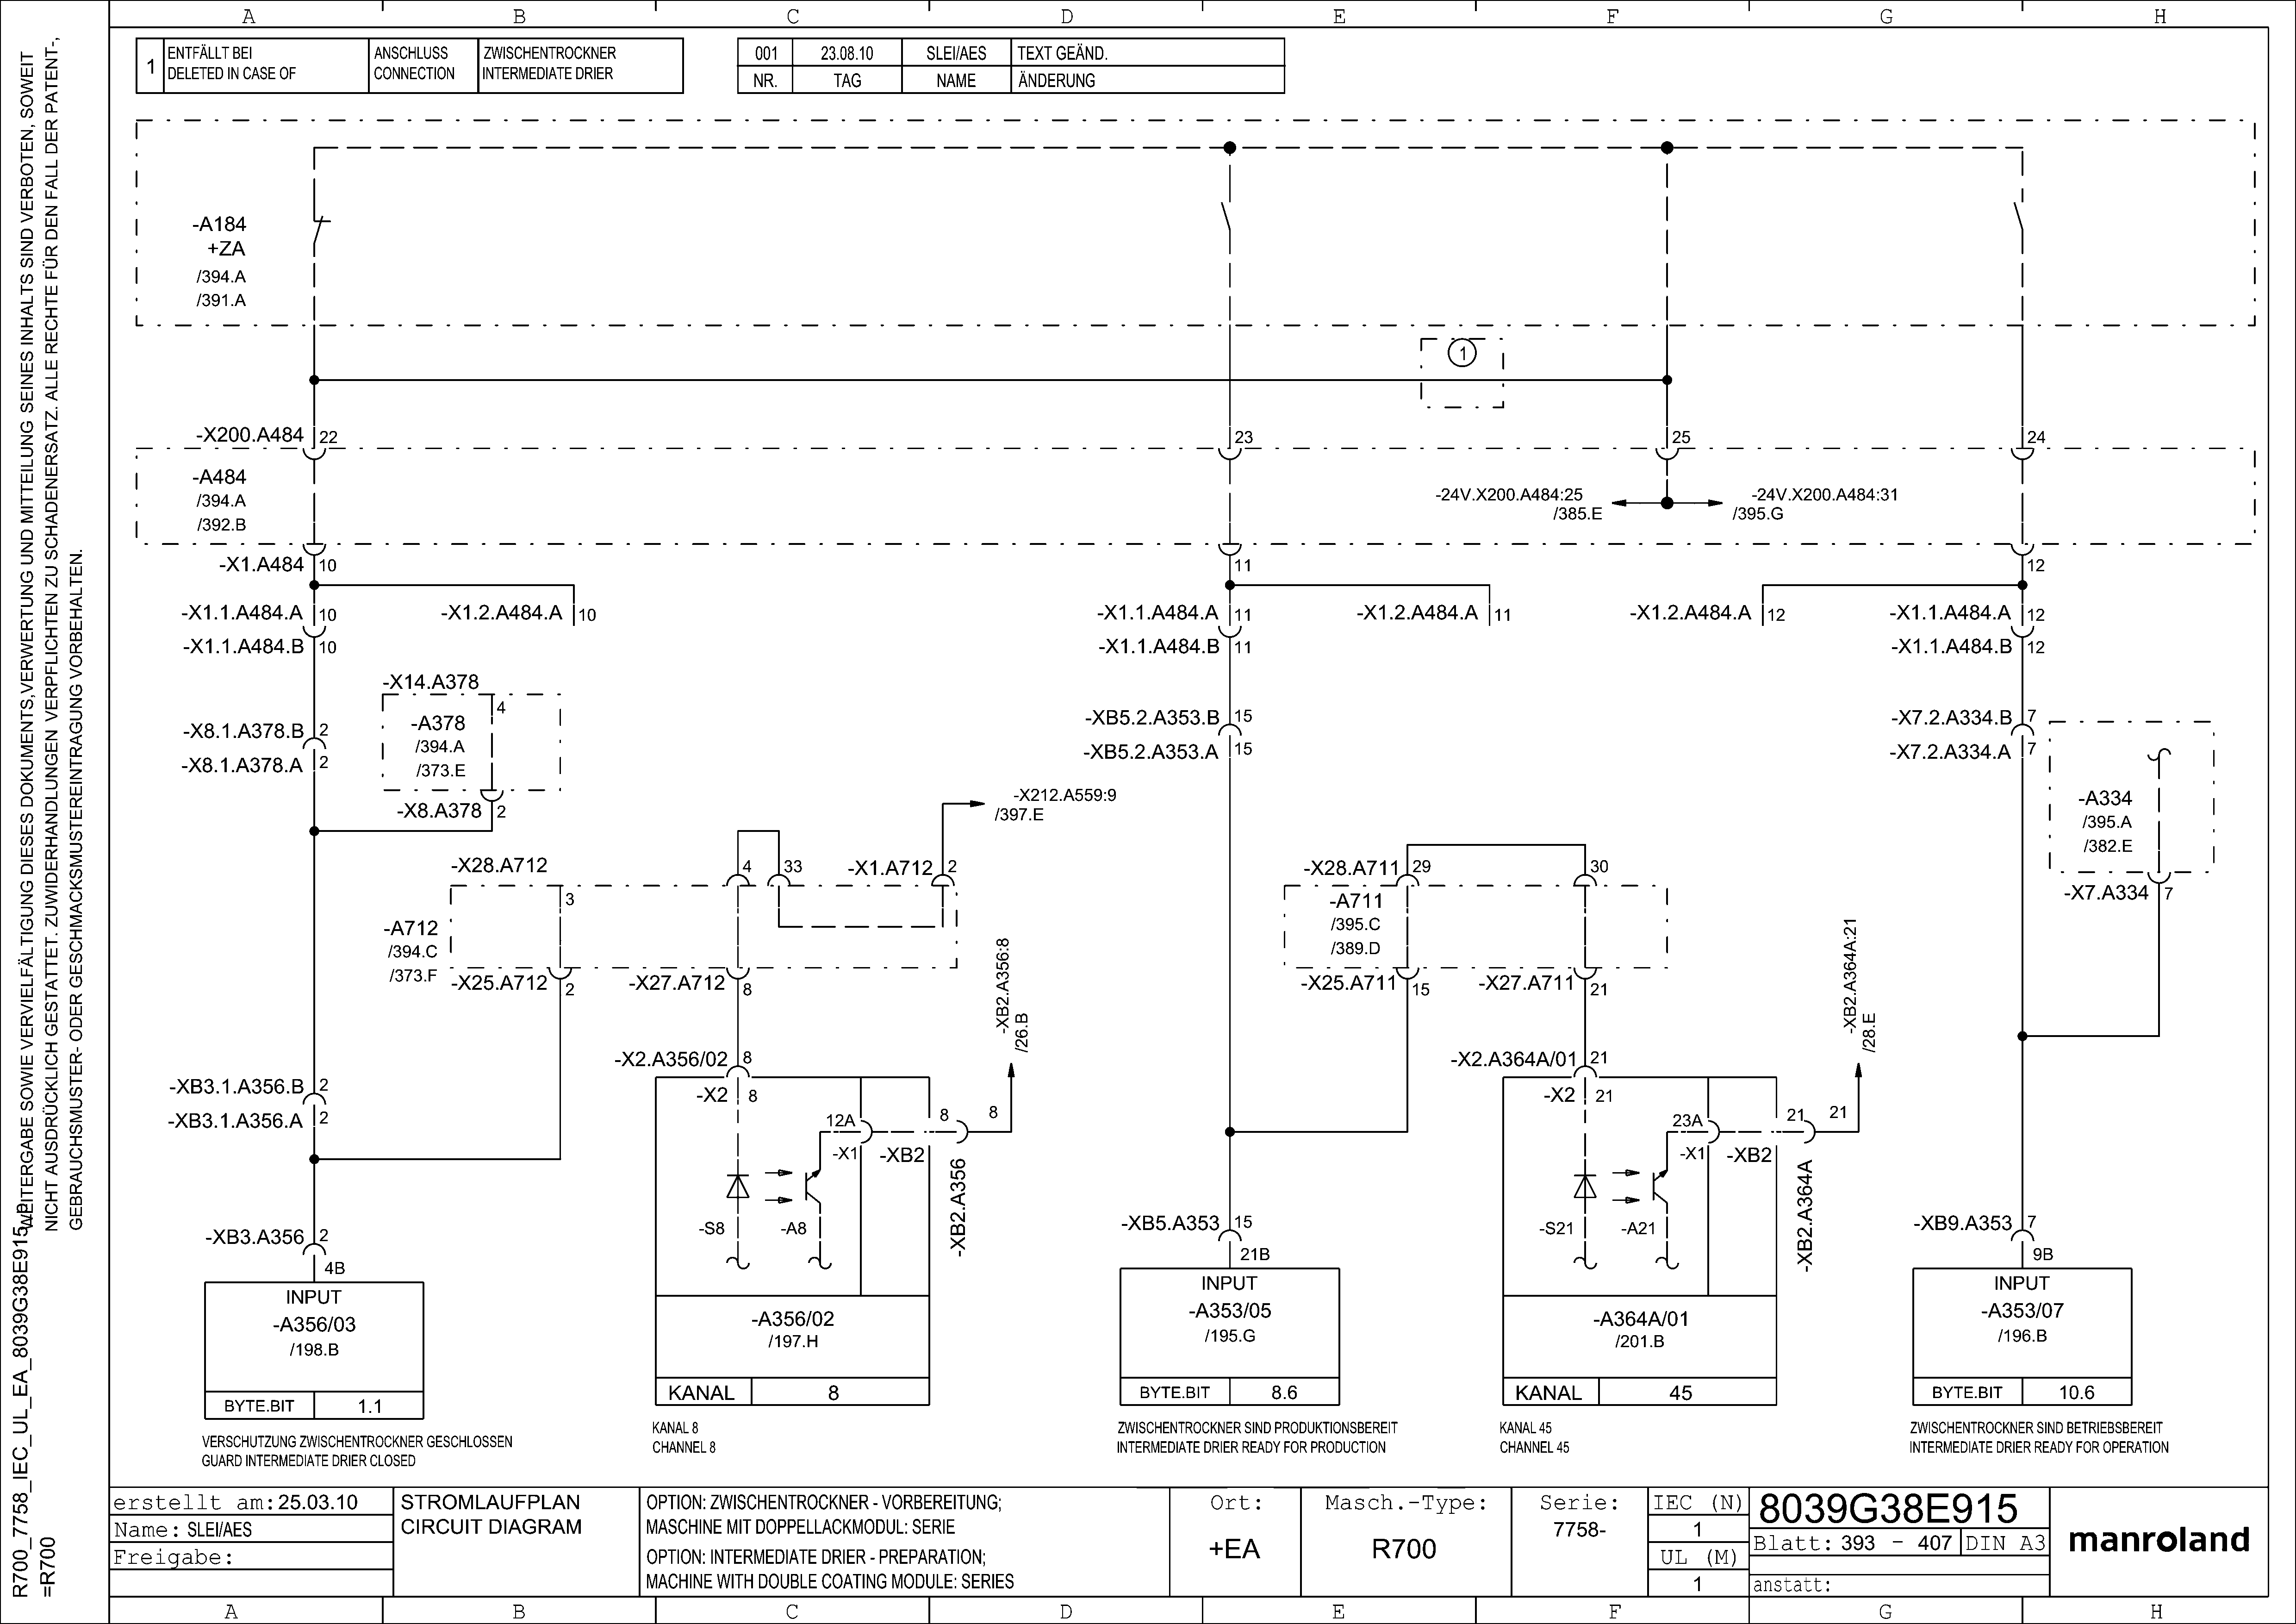 A B C D E F G H
1 ENTFÄLLT BEI ANSCHLUSS ZWISCHENTROCKNER
DELETED IN CASE OF CONNECTION INTERMEDIATE DRIER
001 23.08.10 SLEI/AES TEXT GEÄND.
NR. TAG NAME ÄNDERUNG
WEITERGABE SOWIE VERVIELFÄLTIGUNG DIESES DOKUMENTS,VERWERTUNG UND MITTEILUNG SEINES INHALTS SIND VERBOTEN, SOWEIT
NICHT AUSDRÜCKLICH GESTATTET. ZUWIDERHANDLUNGEN VERPFLICHTEN ZU SCHADENERSATZ. ALLE RECHTE FÜR DEN FALL DER PATENT-,
GEBRAUCHSMUSTER- ODER GESCHMACKSMUSTEREINTRAGUNG VORBEHALTEN.
-A184
+ZA
/394.A
/391.A
1
-X200.A484 22 23 25 24
-A484
/394.A
/392.B
-24V.X200.A484:25
/385.E
-24V.X200.A484:31
/395.G
-X1.A484 10 11 12
-X1.1.A484.A 10 -X1.2.A484.A 10 -X1.1.A484.A 11 -X1.2.A484.A 11 -X1.2.A484.A 12 -X1.1.A484.A 12
-X1.1.A484.B 10 -X1.1.A484.B 11 -X1.1.A484.B 12
-X14.A378
4
-A378
/394.A
/373.E
-X8.A378 2
-X8.1.A378.B 2
-X8.1.A378.A 2
-XB5.2.A353.B 15
-XB5.2.A353.A 15
-X7.2.A334.B 7
-X7.2.A334.A 7
-A334
/395.A
/382.E
-X7.A334 7
-X212.A559:9
/397.E
-X28.A712 4 33 -X1.A712 2
3
-A712
/394.C
/373.F
-X25.A712 2 -X27.A712 8
-X28.A711 29 30
-A711
/395.C
/389.D
-X25.A711 15 -X27.A711 21
-XB2.A356:8
/26.B
-XB2.A364A:21
/28.E
-XB3.1.A356.B 2
-XB3.1.A356.A 2
-X2.A356/02 8
-X2 8
12A 8 8
-X1 -XB2
-XB2.A356
-S8 -A8
-X2.A364A/01 21
-X2 21
23A 21 21
-X1 -XB2
-XB2.A364A
-S21 -A21
-XB3.A356 2
4B
INPUT
-A356/03
/198.B
BYTE.BIT 1.1
VERSCHUTZUNG ZWISCHENTROCKNER GESCHLOSSEN
GUARD INTERMEDIATE DRIER CLOSED
-A356/02
/197.H
KANAL 8
KANAL 8
CHANNEL 8
-XB5.A353 15
21B
INPUT
-A353/05
/195.G
BYTE.BIT 8.6
ZWISCHENTROCKNER SIND PRODUKTIONSBEREIT
INTERMEDIATE DRIER READY FOR PRODUCTION
-A364A/01
/201.B
KANAL 45
KANAL 45
CHANNEL 45
-XB9.A353 7
9B
INPUT
-A353/07
/196.B
BYTE.BIT 10.6
ZWISCHENTROCKNER SIND BETRIEBSBEREIT
INTERMEDIATE DRIER READY FOR OPERATION
=R700
erstellt am: 25.03.10
Name: SLEI/AES
Freigabe:
STROMLAUFPLAN
CIRCUIT DIAGRAM
OPTION: ZWISCHENTROCKNER - VORBEREITUNG;
MASCHINE MIT DOPPELLACKMODUL: SERIE
OPTION: INTERMEDIATE DRIER - PREPARATION;
MACHINE WITH DOUBLE COATING MODULE: SERIES
Ort:
+EA
Masch.-Type:
R700
Serie:
7758-
IEC (N)
1
UL (M)
1
8039G38E915
Blatt: 393 - 407 DIN A3
anstatt:
manroland
A B C D E F G H